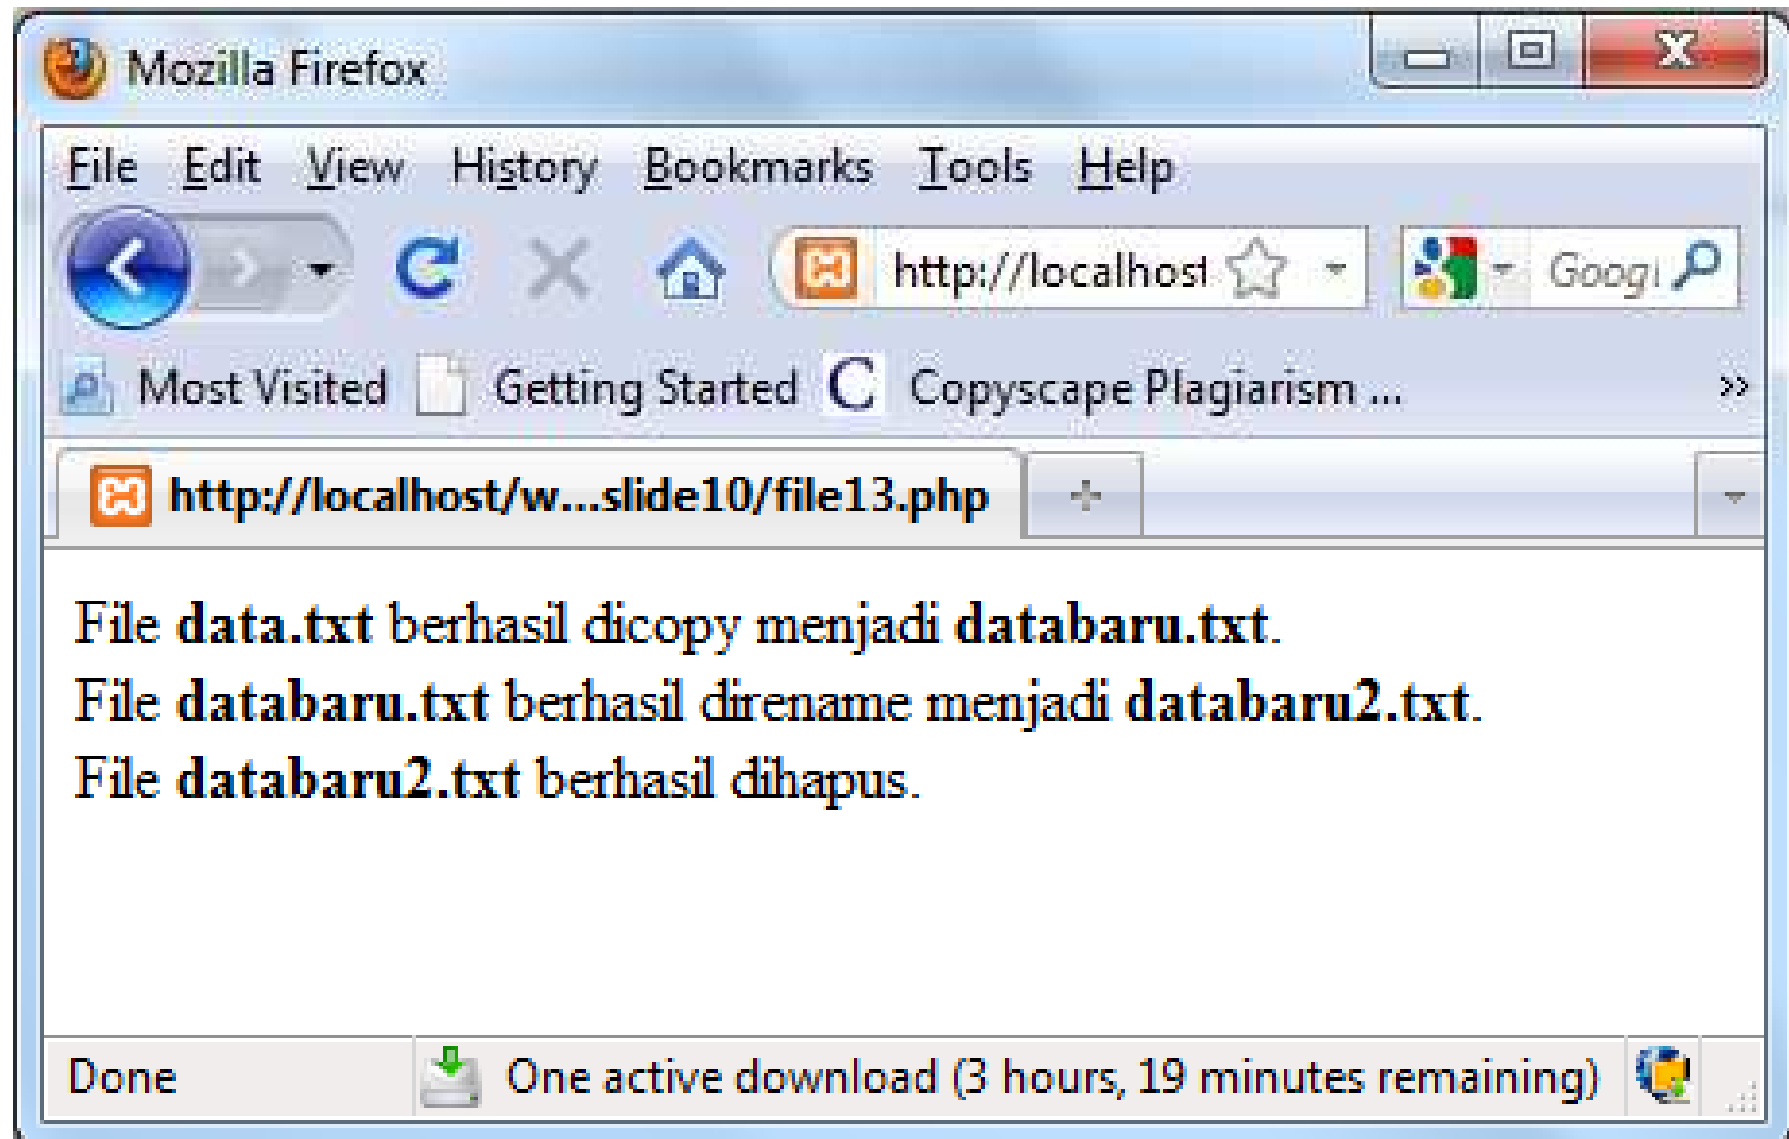 Mozilla Firefox
File Edit View History Bookmarks Tools Help
http://localhost Googl
Most Visited Getting Started C Copyscape Plagiarism ... »
http://localhost/w...slide10/file13.php
File data.txt berhasil dicopy menjadi databaru.txt.
File databaru.txt berhasil direname menjadi databaru2.txt.
File databaru2.txt berhasil dihapus.
Done One active download (3 hours, 19 minutes remaining)